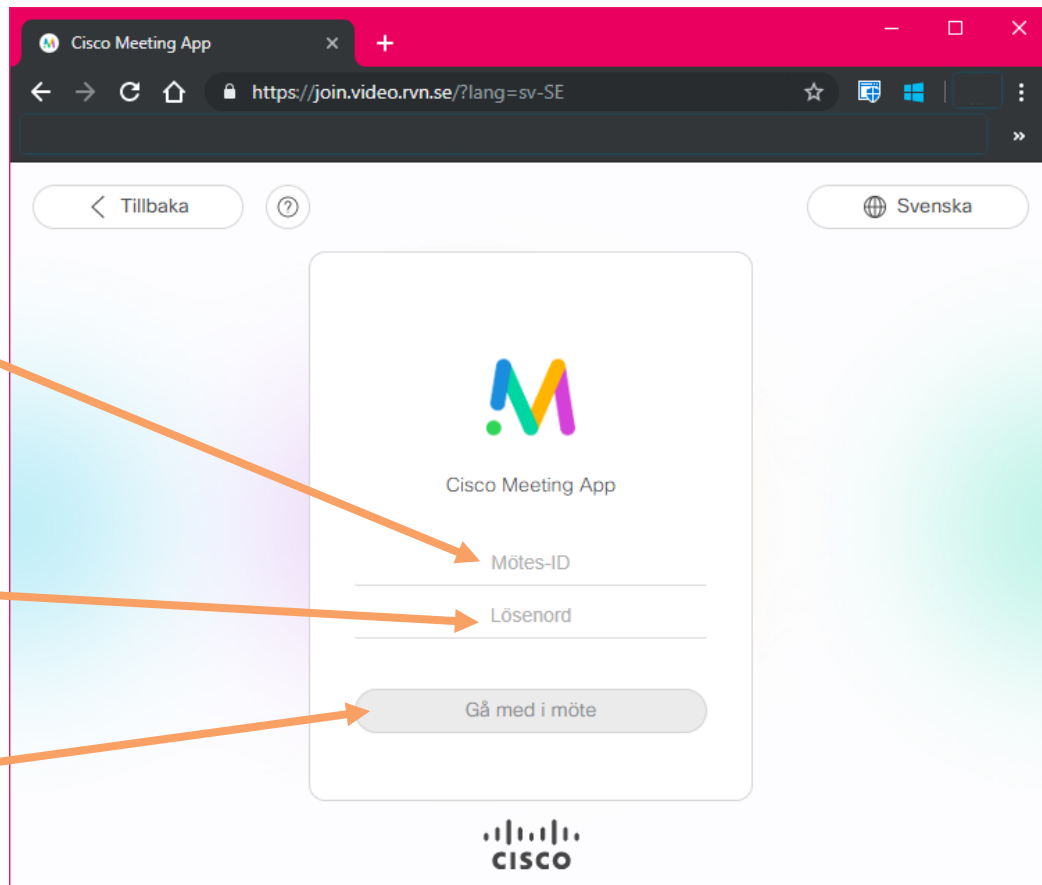 Cisco Meeting App
https://join.video.rvn.se/?lang=sv-SE
Tillbaka
Svenska
Cisco Meeting App
Mötes-ID
Lösenord
Gå med i möte
CISCO